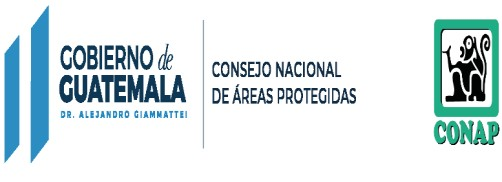 GOBIERNO de
GUATEMALA
DR. ALEJANDRO GIAMMATTEI
CONSEJO NACIONAL
DE ÁREAS PROTEGIDAS
CONAP